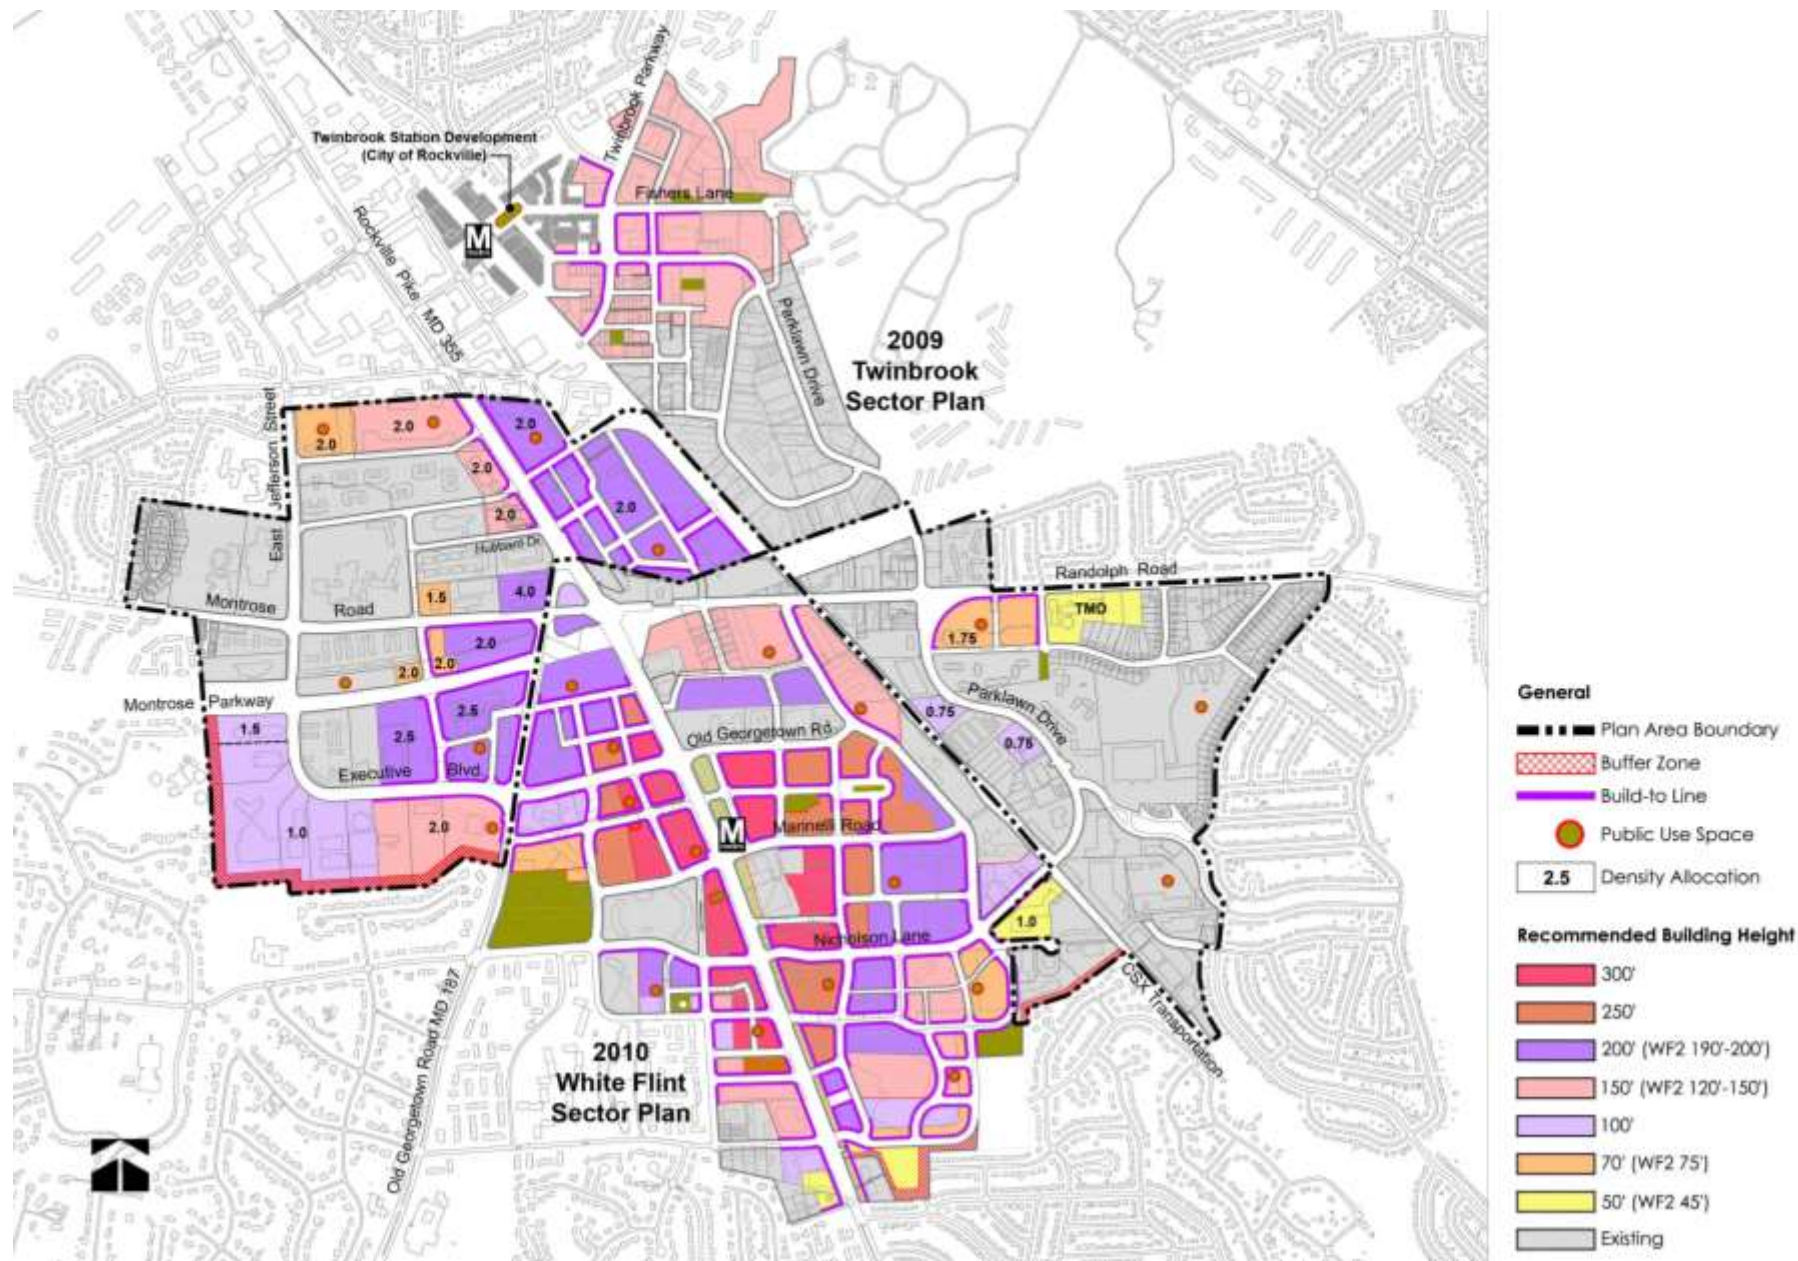 Twinbrook Parkway
Twinbrook Station Development
(City of Rockville)
Fishers Lane
M
Rockville Pike MD 355
Parklawn Drive
2009
Twinbrook
Sector Plan
East Jefferson Street
2.0
2.0
2.0
2.0
2.0
2.0
Hubbard Dr
Randolph Road
Montrose Road
1.5
4.0
TMD
1.75
2.0
2.0
2.0
Montrose Parkway
Parklawn Drive
0.75
0.75
1.5
2.5
2.5
Old Georgetown Rd
Executive Blvd
1.0
2.0
M
Marinelli Road
1.0
Nicholson Lane
CSX Transportation
Old Georgetown Road MD 187
2010
White Flint
Sector Plan
General
Plan Area Boundary
Buffer Zone
Build-to Line
Public Use Space
2.5 Density Allocation
Recommended Building Height
300'
250'
200' (WF2 190'-200')
150' (WF2 120'-150')
100'
70' (WF2 75')
50' (WF2 45')
Existing